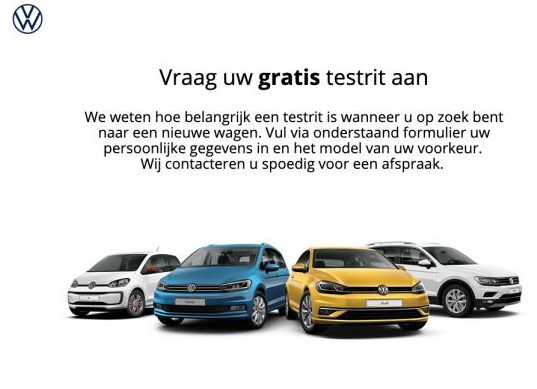 Vraag uw gratis testrit aan
We weten hoe belangrijk een testrit is wanneer u op zoek bent
naar een nieuwe wagen. Vul via onderstaand formulier uw
persoonlijke gegevens in en het model van uw voorkeur.
Wij contacteren u spoedig voor een afspraak.